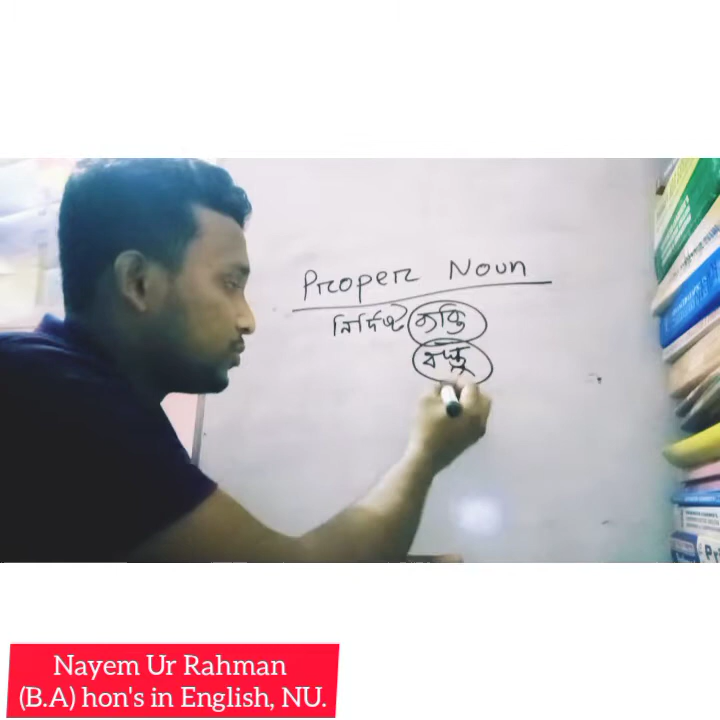 Proper Noun
নির্দিষ্ট ব্যক্তি
বস্তু
Nayem Ur Rahman
(B.A) hon's in English, NU.